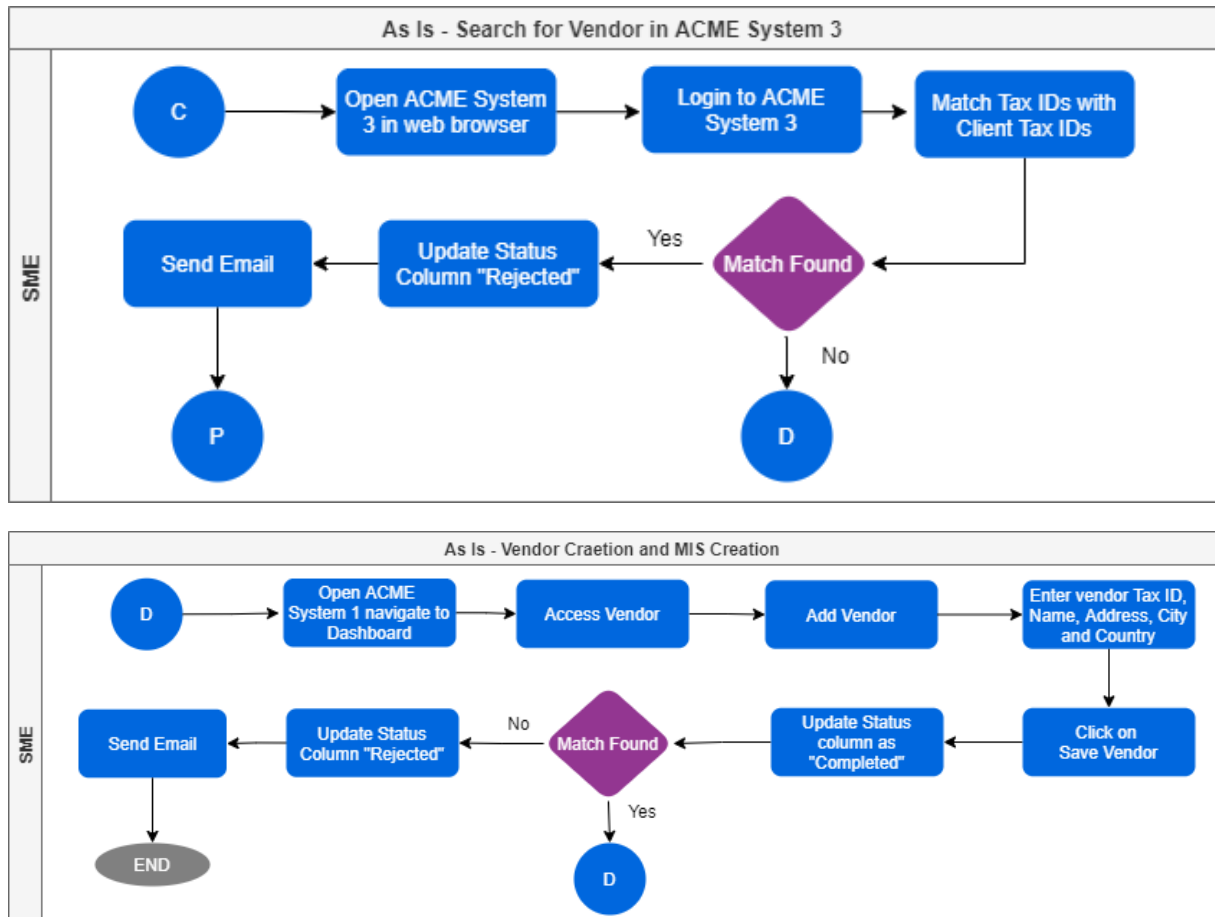 As Is - Search for Vendor in ACME System 3
SME
C
Open ACME System
3 in web browser
Login to ACME
System 3
Match Tax IDs with
Client Tax IDs
Match Found
Yes
Update Status
Column "Rejected"
Send Email
P
No
D
As Is - Vendor Craetion and MIS Creation
SME
D
Open ACME
System 1 navigate to
Dashboard
Access Vendor
Add Vendor
Enter vendor Tax ID,
Name, Address, City
and Country
Click on
Save Vendor
Update Status
column as
"Completed"
Match Found
No
Update Status
Column "Rejected"
Send Email
END
Yes
D